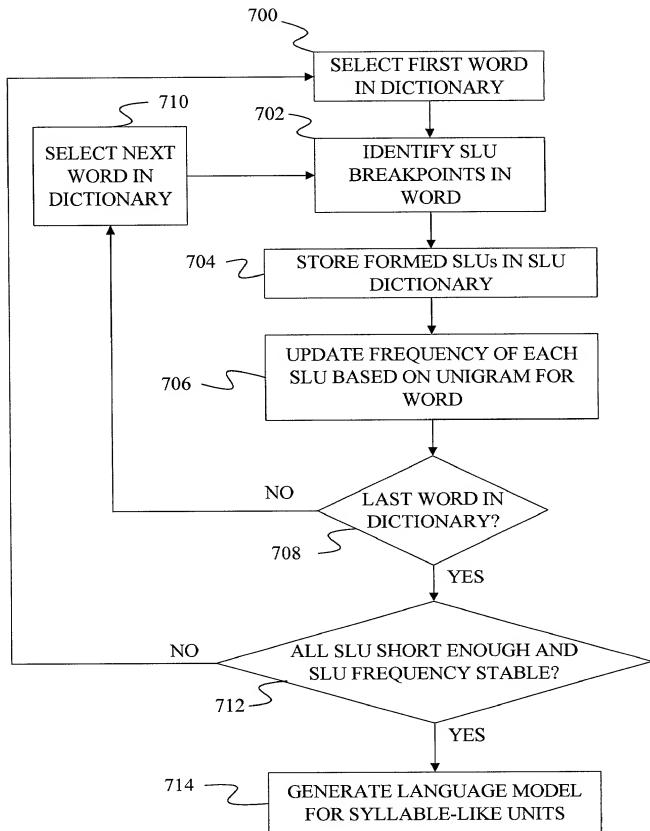 700
SELECT FIRST WORD
IN DICTIONARY
710
702
SELECT NEXT
WORD IN
DICTIONARY
IDENTIFY SLU
BREAKPOINTS IN
WORD
704
STORE FORMED SLUs IN SLU
DICTIONARY
706
UPDATE FREQUENCY OF EACH
SLU BASED ON UNIGRAM FOR
WORD
NO
LAST WORD IN
DICTIONARY?
708
YES
NO
ALL SLU SHORT ENOUGH AND
SLU FREQUENCY STABLE?
712
YES
714
GENERATE LANGUAGE MODEL
FOR SYLLABLE-LIKE UNITS